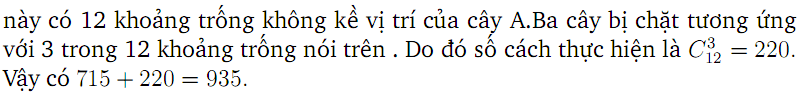 này có 12 khoảng trống không kề vị trí của cây A.Ba cây bị chặt tương ứng
với 3 trong 12 khoảng trống nói trên . Do đó số cách thực hiện là $C_{12}^{3} = 220$.
Vậy có $715 + 220 = 935$.